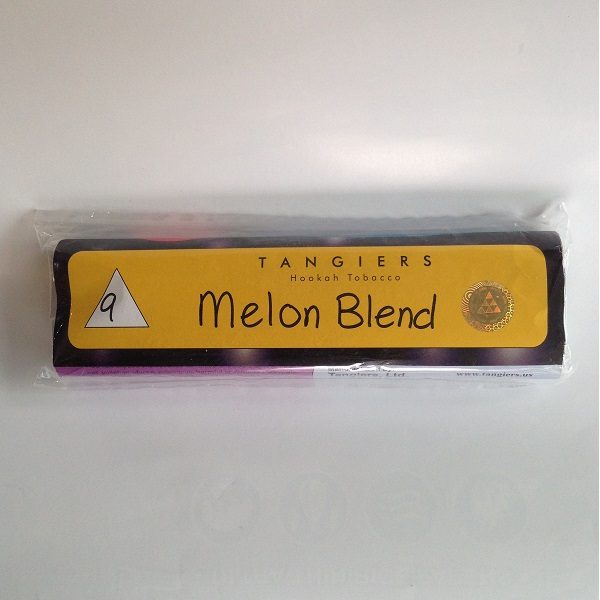 TANGIERS
Hookah Tobacco
9
Melon Blend
Tangiers, Ltd
www.tangiers.us